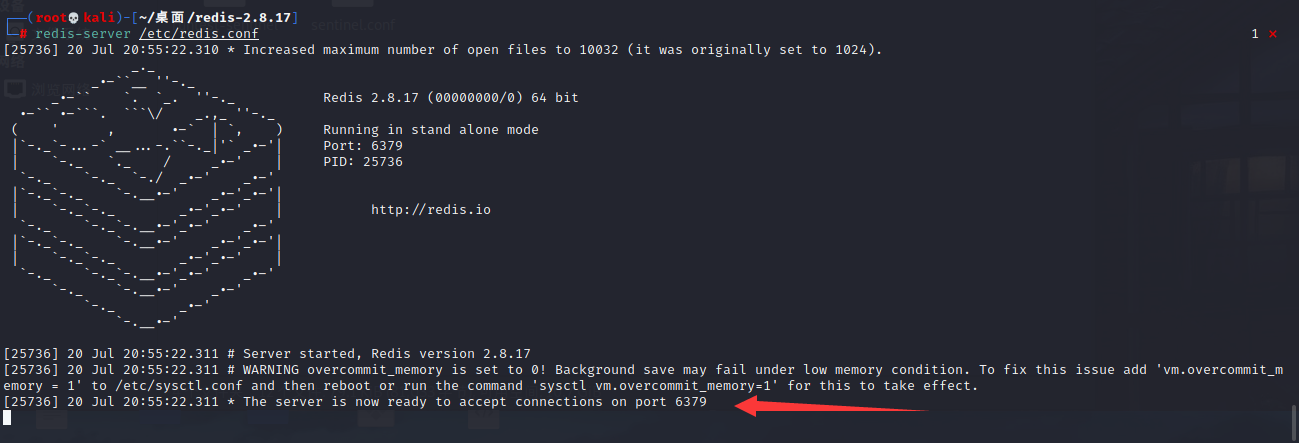 (root💀kali)-[~/桌面/redis-2.8.17]
# redis-server /etc/redis.conf 1 ×
[25736] 20 Jul 20:55:22.310 * Increased maximum number of open files to 10032 (it was originally set to 1024).
Redis 2.8.17 (00000000/0) 64 bit
Running in stand alone mode
Port: 6379
PID: 25736
http://redis.io
[25736] 20 Jul 20:55:22.311 # Server started, Redis version 2.8.17
[25736] 20 Jul 20:55:22.311 # WARNING overcommit_memory is set to 0! Background save may fail under low memory condition. To fix this issue add 'vm.overcommit_m
emory = 1' to /etc/sysctl.conf and then reboot or run the command 'sysctl vm.overcommit_memory=1' for this to take effect.
[25736] 20 Jul 20:55:22.311 * The server is now ready to accept connections on port 6379